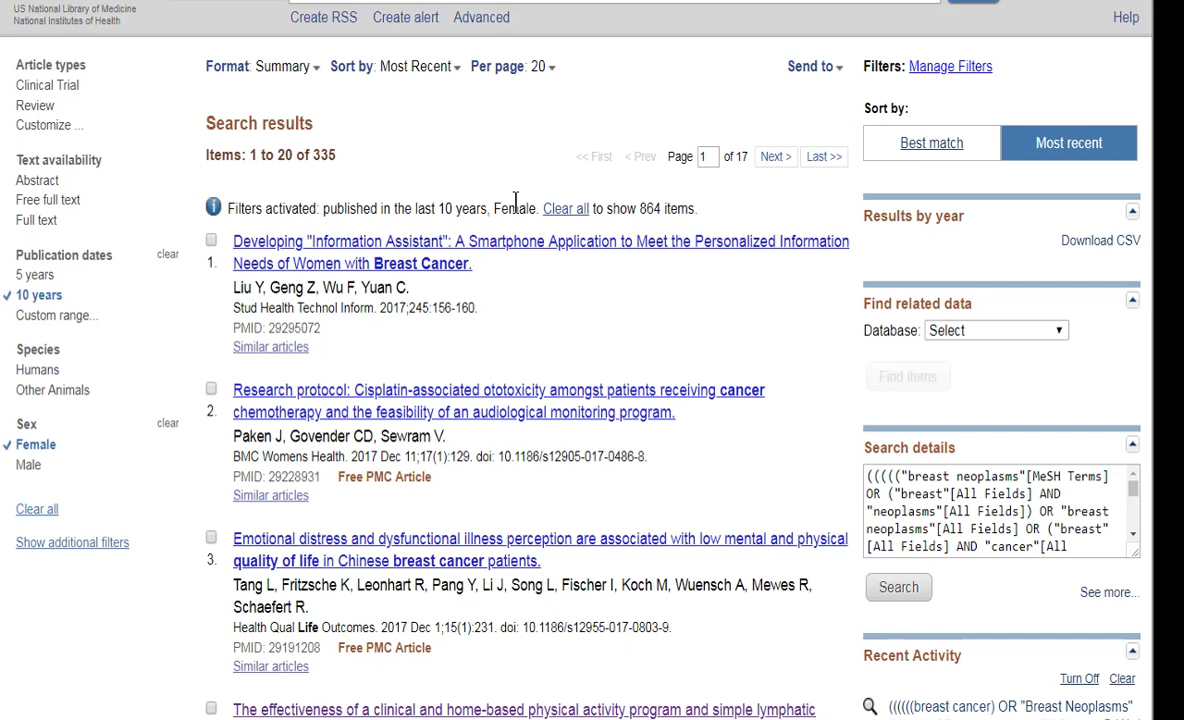 US National Library of Medicine
National Institutes of Health
Create RSS Create alert Advanced
Help
Article types
Clinical Trial
Review
Customize ...
Text availability
Abstract
Free full text
Full text
Publication dates clear
5 years
10 years
Custom range...
Species
Humans
Other Animals
Sex clear
Female
Male
Clear all
Show additional filters
Format: Summary Sort by: Most Recent Per page: 20 Send to
Search results
Items: 1 to 20 of 335
<< First < Prev Page 1 of 17 Next > Last >>
Filters activated: published in the last 10 years, Female. Clear all to show 864 items.
Developing "Information Assistant": A Smartphone Application to Meet the Personalized Information
1. Needs of Women with Breast Cancer.
Liu Y, Geng Z, Wu F, Yuan C.
Stud Health Technol Inform. 2017;245:156-160.
PMID: 29295072
Similar articles
Research protocol: Cisplatin-associated ototoxicity amongst patients receiving cancer
2. chemotherapy and the feasibility of an audiological monitoring program.
Paken J, Govender CD, Sewram V.
BMC Womens Health. 2017 Dec 11;17(1):129. doi: 10.1186/s12905-017-0486-8.
PMID: 29228931 Free PMC Article
Similar articles
Emotional distress and dysfunctional illness perception are associated with low mental and physical
3. quality of life in Chinese breast cancer patients.
Tang L, Fritzsche K, Leonhart R, Pang Y, Li J, Song L, Fischer I, Koch M, Wuensch A, Mewes R,
Schaefert R.
Health Qual Life Outcomes. 2017 Dec 1;15(1):231. doi: 10.1186/s12955-017-0803-9.
PMID: 29191208 Free PMC Article
Similar articles
The effectiveness of a clinical and home-based physical activity program and simple lymphatic
Filters: Manage Filters
Sort by:
Best match Most recent
Results by year
Download CSV
Find related data
Database: Select
Find items
Search details
((((("breast neoplasms"[MeSH Terms]
OR ("breast"[All Fields] AND
"neoplasms"[All Fields]) OR "breast
neoplasms"[All Fields] OR ("breast"
[All Fields] AND "cancer"[All
Search
See more...
Recent Activity
Turn Off Clear
((((((breast cancer) OR "Breast Neoplasms"